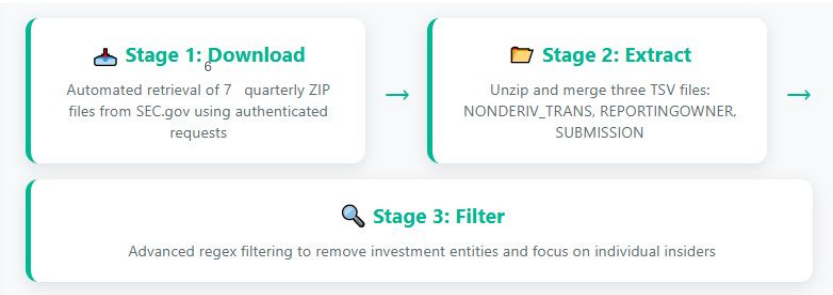 Stage 1: Download
6
Automated retrieval of 7 quarterly ZIP
files from SEC.gov using authenticated
requests
→
Stage 2: Extract
Unzip and merge three TSV files:
NONDERIV_TRANS, REPORTINGOWNER,
SUBMISSION
→
Stage 3: Filter
Advanced regex filtering to remove investment entities and focus on individual insiders